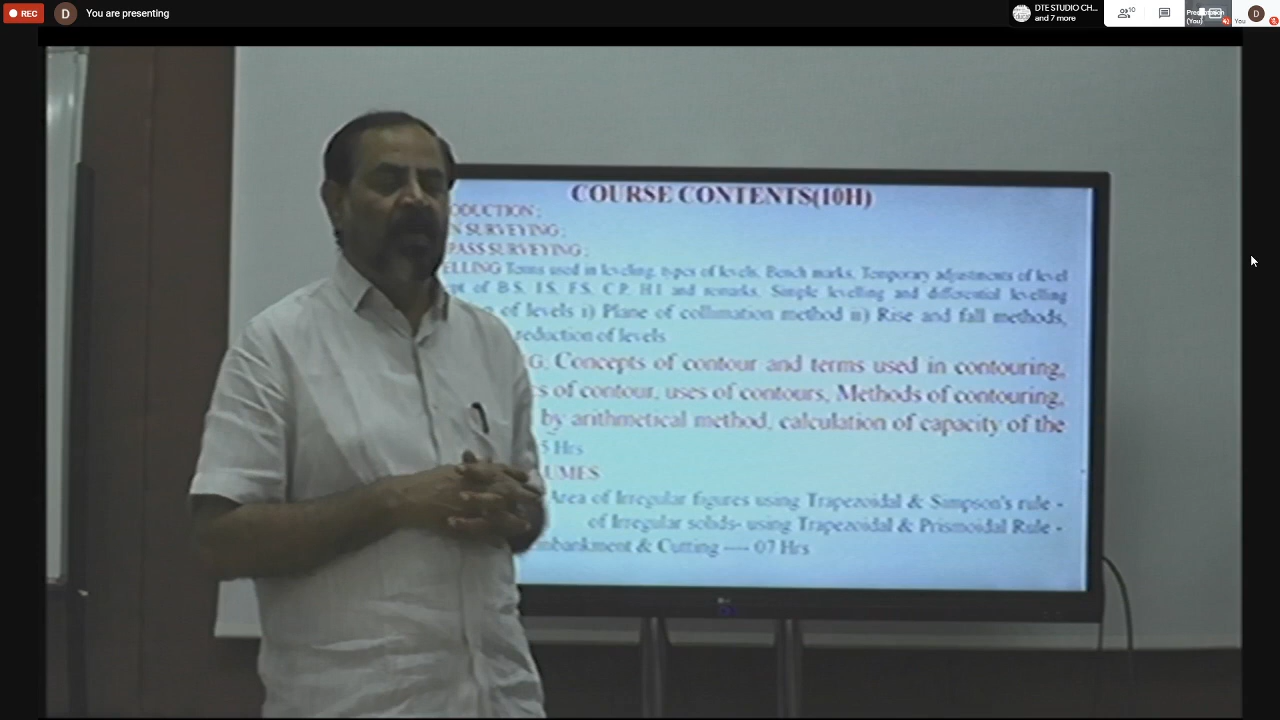 REC
D
You are presenting
DTE STUDIO CH...
and 7 more
10
(You)
You
D
COURSE CONTENTS(10H)
ODUCTION ;
N SURVEYING ;
PASS SURVEYING ;
ELLING Terms used in leveling, types of levels, Bench marks, Temporary adjustments of level
pt of B.S, I.S, F.S, C.P, H.I and remarks, Simple levelling and differential levelling
of levels i) Plane of collimation method ii) Rise and fall methods,
reduction of levels
G, Concepts of contour and terms used in contouring,
s of contour, uses of contours, Methods of contouring,
by arithmetical method, calculation of capacity of the
5 Hrs
UMES
Area of Irregular figures using Trapezoidal & Simpson's rule -
of Irregular solids- using Trapezoidal & Prismoidal Rule -
mbankment & Cutting ---- 07 Hrs